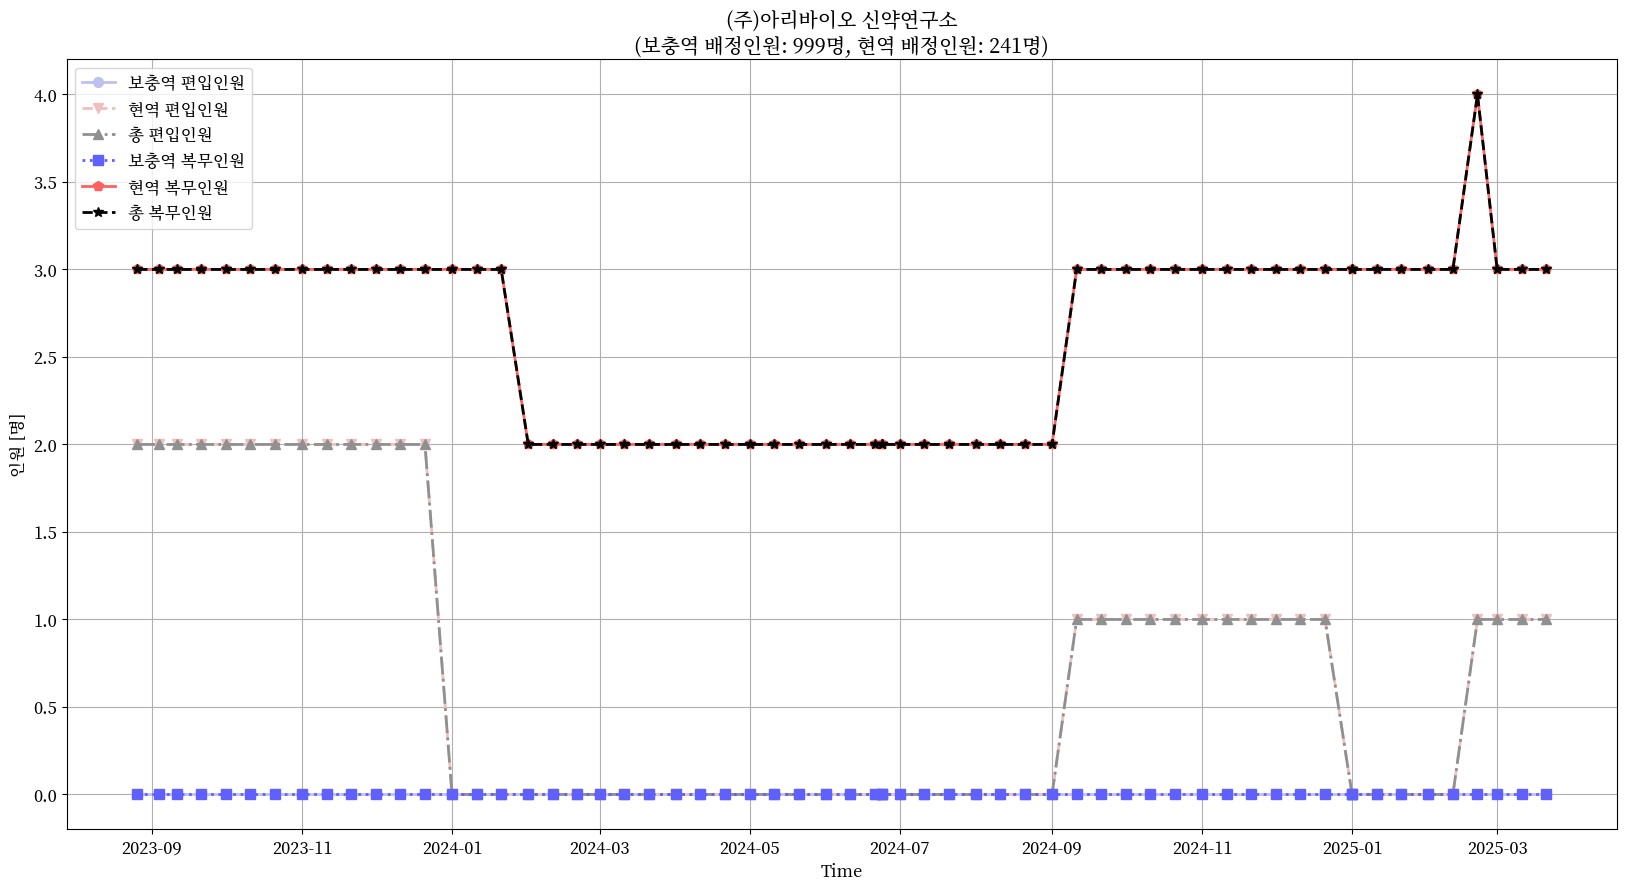 (주)아리바이오 신약연구소
(보충역 배정인원: 999명, 현역 배정인원: 241명)
보충역 편입인원
현역 편입인원
총 편입인원
보충역 복무인원
현역 복무인원
총 복무인원
4.0
3.5
3.0
2.5
2.0
1.5
1.0
0.5
0.0
인원 [명]
2023-09 2023-11 2024-01 2024-03 2024-05 2024-07 2024-09 2024-11 2025-01 2025-03
Time